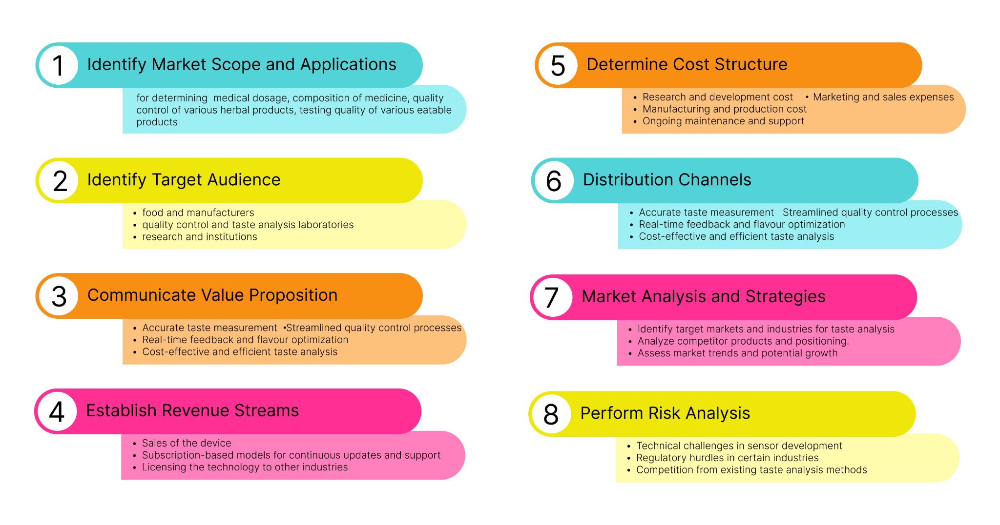 1
Identify Market Scope and Applications
for determining  medical dosage, composition of medicine, quality
control of various herbal products, testing quality of various eatable
products
2
Identify Target Audience
• food and manufacturers
• quality control and taste analysis laboratories
• research and institutions
3
Communicate Value Proposition
• Accurate taste measurement  •Streamlined quality control processes
• Real-time feedback and flavour optimization
• Cost-effective and efficient taste analysis
4
Establish Revenue Streams
• Sales of the device
• Subscription-based models for continuous updates and support
• Licensing the technology to other industries
5
Determine Cost Structure
• Research and development cost    • Marketing and sales expenses
• Manufacturing and production cost
• Ongoing maintenance and support
6
Distribution Channels
• Accurate taste measurement   Streamlined quality control processes
• Real-time feedback and flavour optimization
• Cost-effective and efficient taste analysis
7
Market Analysis and Strategies
• Identify target markets and industries for taste analysis
• Analyze competitor products and positioning.
• Assess market trends and potential growth
8
Perform Risk Analysis
• Technical challenges in sensor development
• Regulatory hurdles in certain industries
• Competition from existing taste analysis methods